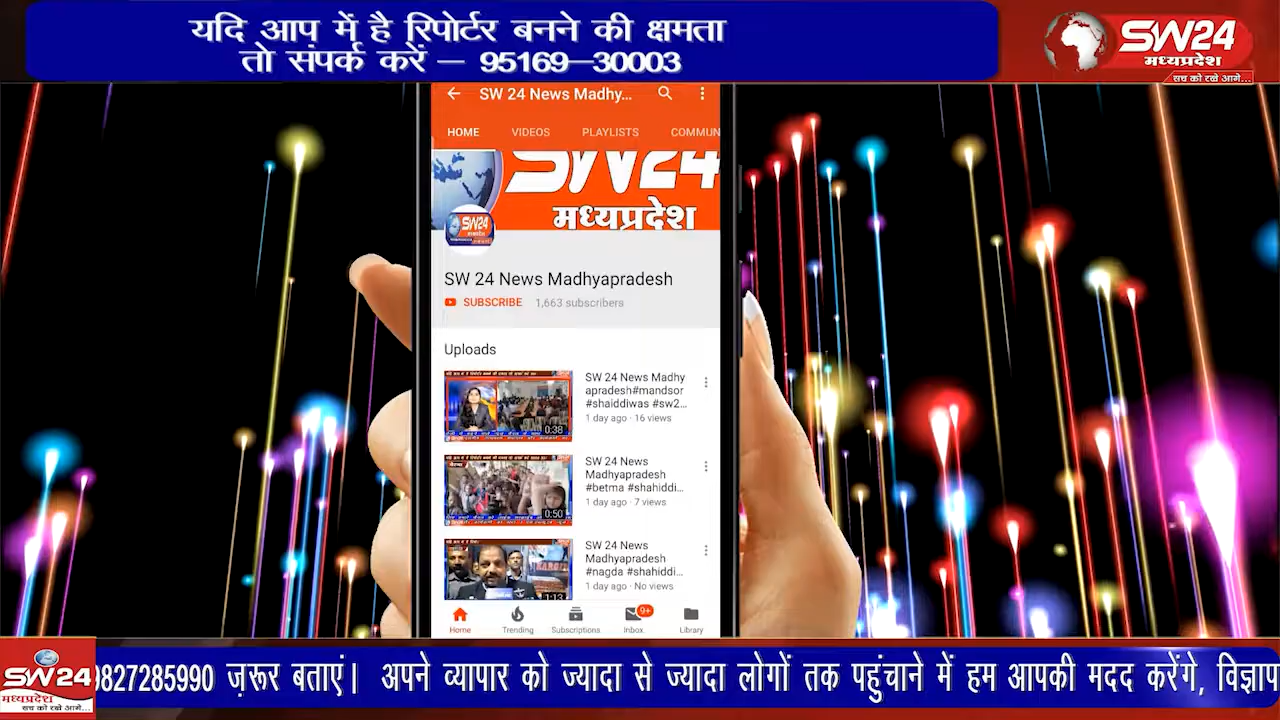 यदि आप में है रिपोर्टर बनने की क्षमता
तो संपर्क करें – 95169–30003
SW24
मध्यप्रदेश
सच को रखे आगे...
SW 24 News Madhy...
HOME VIDEOS PLAYLISTS COMMUN
SW24
मध्यप्रदेश
SW24
SW 24 News Madhyapradesh
SUBSCRIBE 1,663 subscribers
Uploads
SW 24 News Madhy
apradesh#mandsor
#shaiddiwas #sw2...
1 day ago · 16 views
0:38
SW 24 News
Madhyapradesh
#betma #shahiddi...
1 day ago · 7 views
0:50
SW 24 News
Madhyapradesh
#nagda #shahiddi...
1 day ago · No views
1:13
9+
Home Trending Subscriptions Inbox Library
SW24
मध्यप्रदेश
सच को रखे आगे...
9827285990 ज़रूर बताएं। अपने व्यापार को ज्यादा से ज्यादा लोगों तक पहुंचाने में हम आपकी मदद करेंगे, विज्ञाप